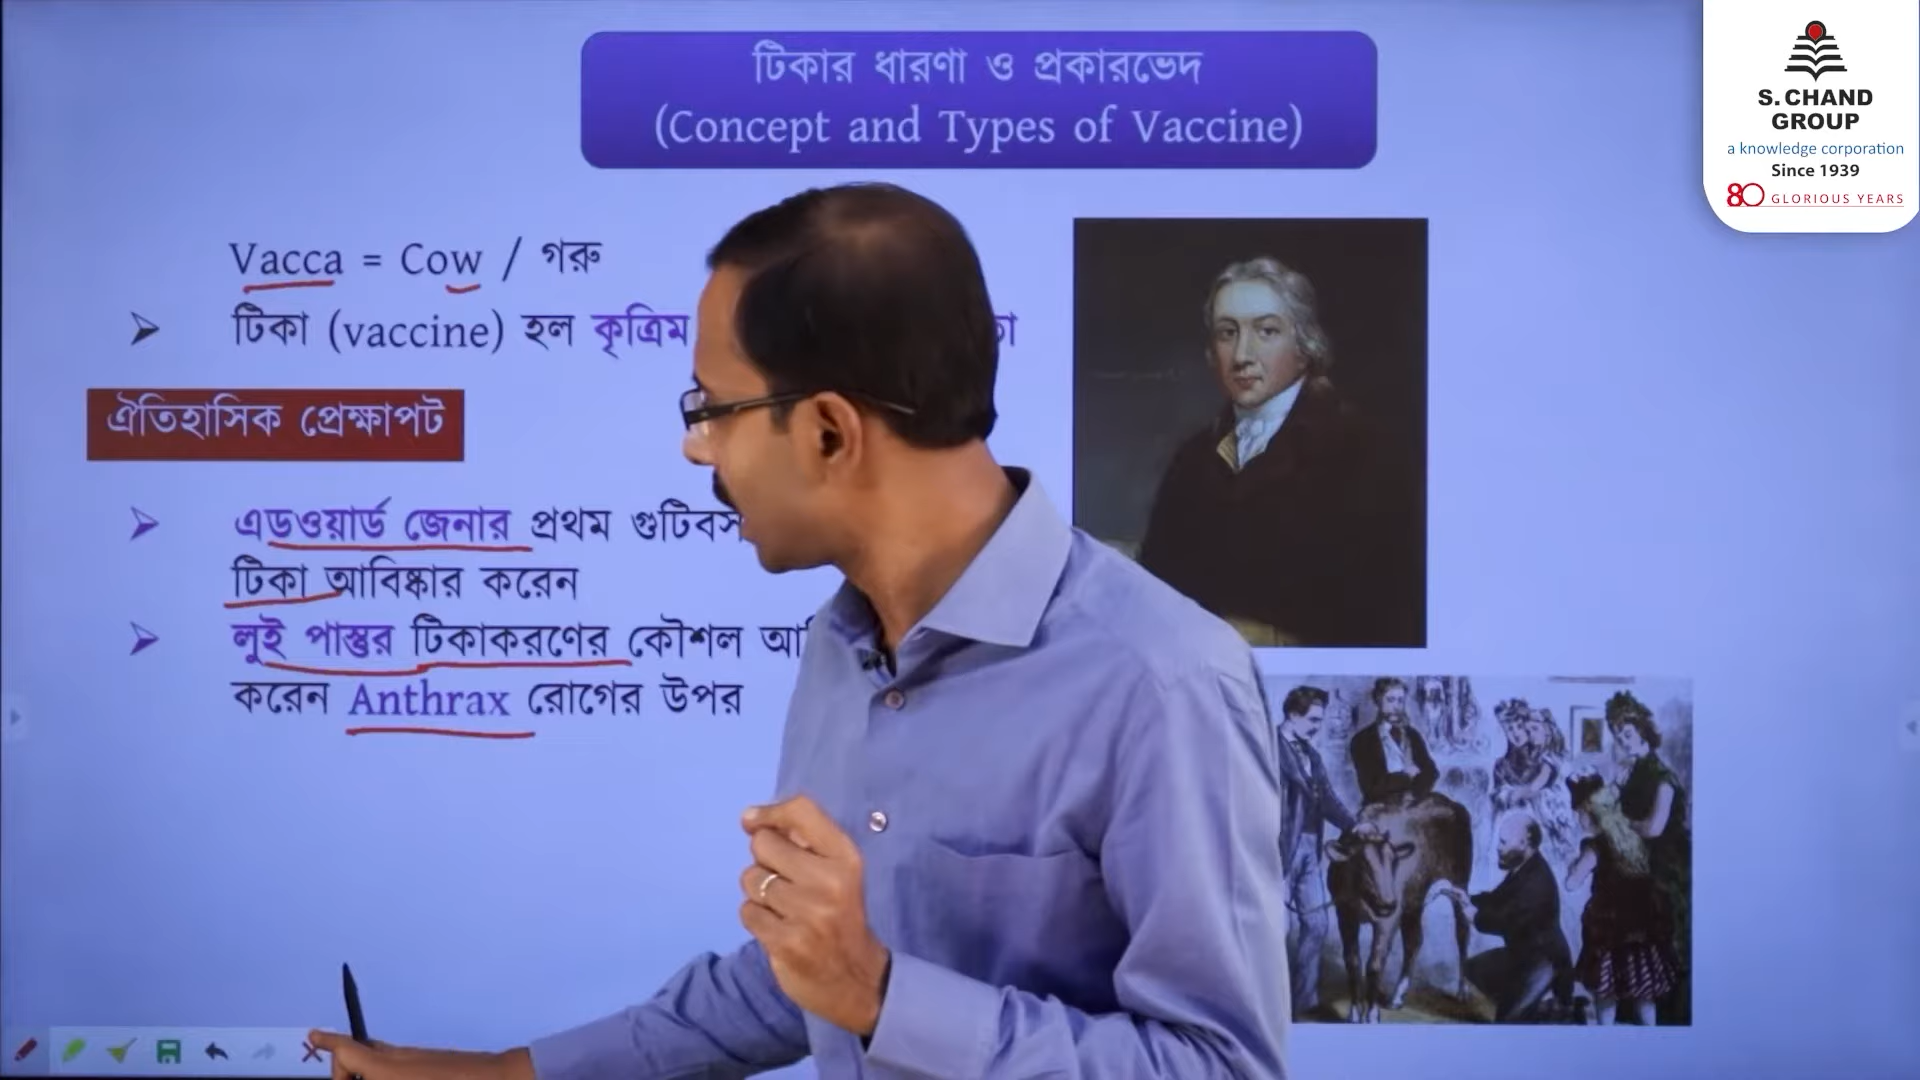 টিকার ধারণা ও প্রকারভেদ
(Concept and Types of Vaccine)
S. CHAND
GROUP
a knowledge corporation
Since 1939
80 GLORIOUS YEARS
Vacca = Cow / গরু
➤ টিকা (vaccine) হল কৃত্রিম
ঐতিহাসিক প্রেক্ষাপট
➤ এডওয়ার্ড জেনার প্রথম
টিকা আবিষ্কার করেন
➤ লুই পাস্তুর টিকাকরণের কৌশল
করেন Anthrax রোগের উপর